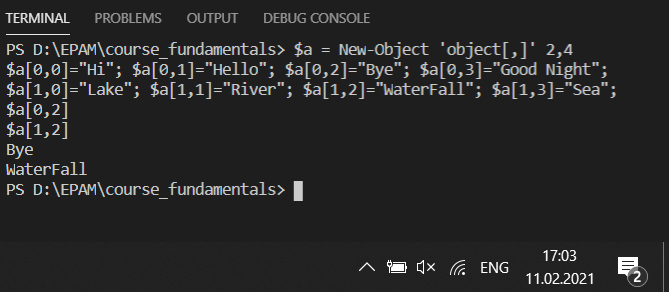 TERMINAL PROBLEMS OUTPUT DEBUG CONSOLE
PS D:\EPAM\course_fundamentals> $a = New-Object 'object[,]' 2,4
$a[0,0]="Hi"; $a[0,1]="Hello"; $a[0,2]="Bye"; $a[0,3]="Good Night";
$a[1,0]="Lake"; $a[1,1]="River"; $a[1,2]="WaterFall"; $a[1,3]="Sea";
$a[0,2]
$a[1,2]
Bye
WaterFall
PS D:\EPAM\course_fundamentals>
17:03
ENG
11.02.2021
2